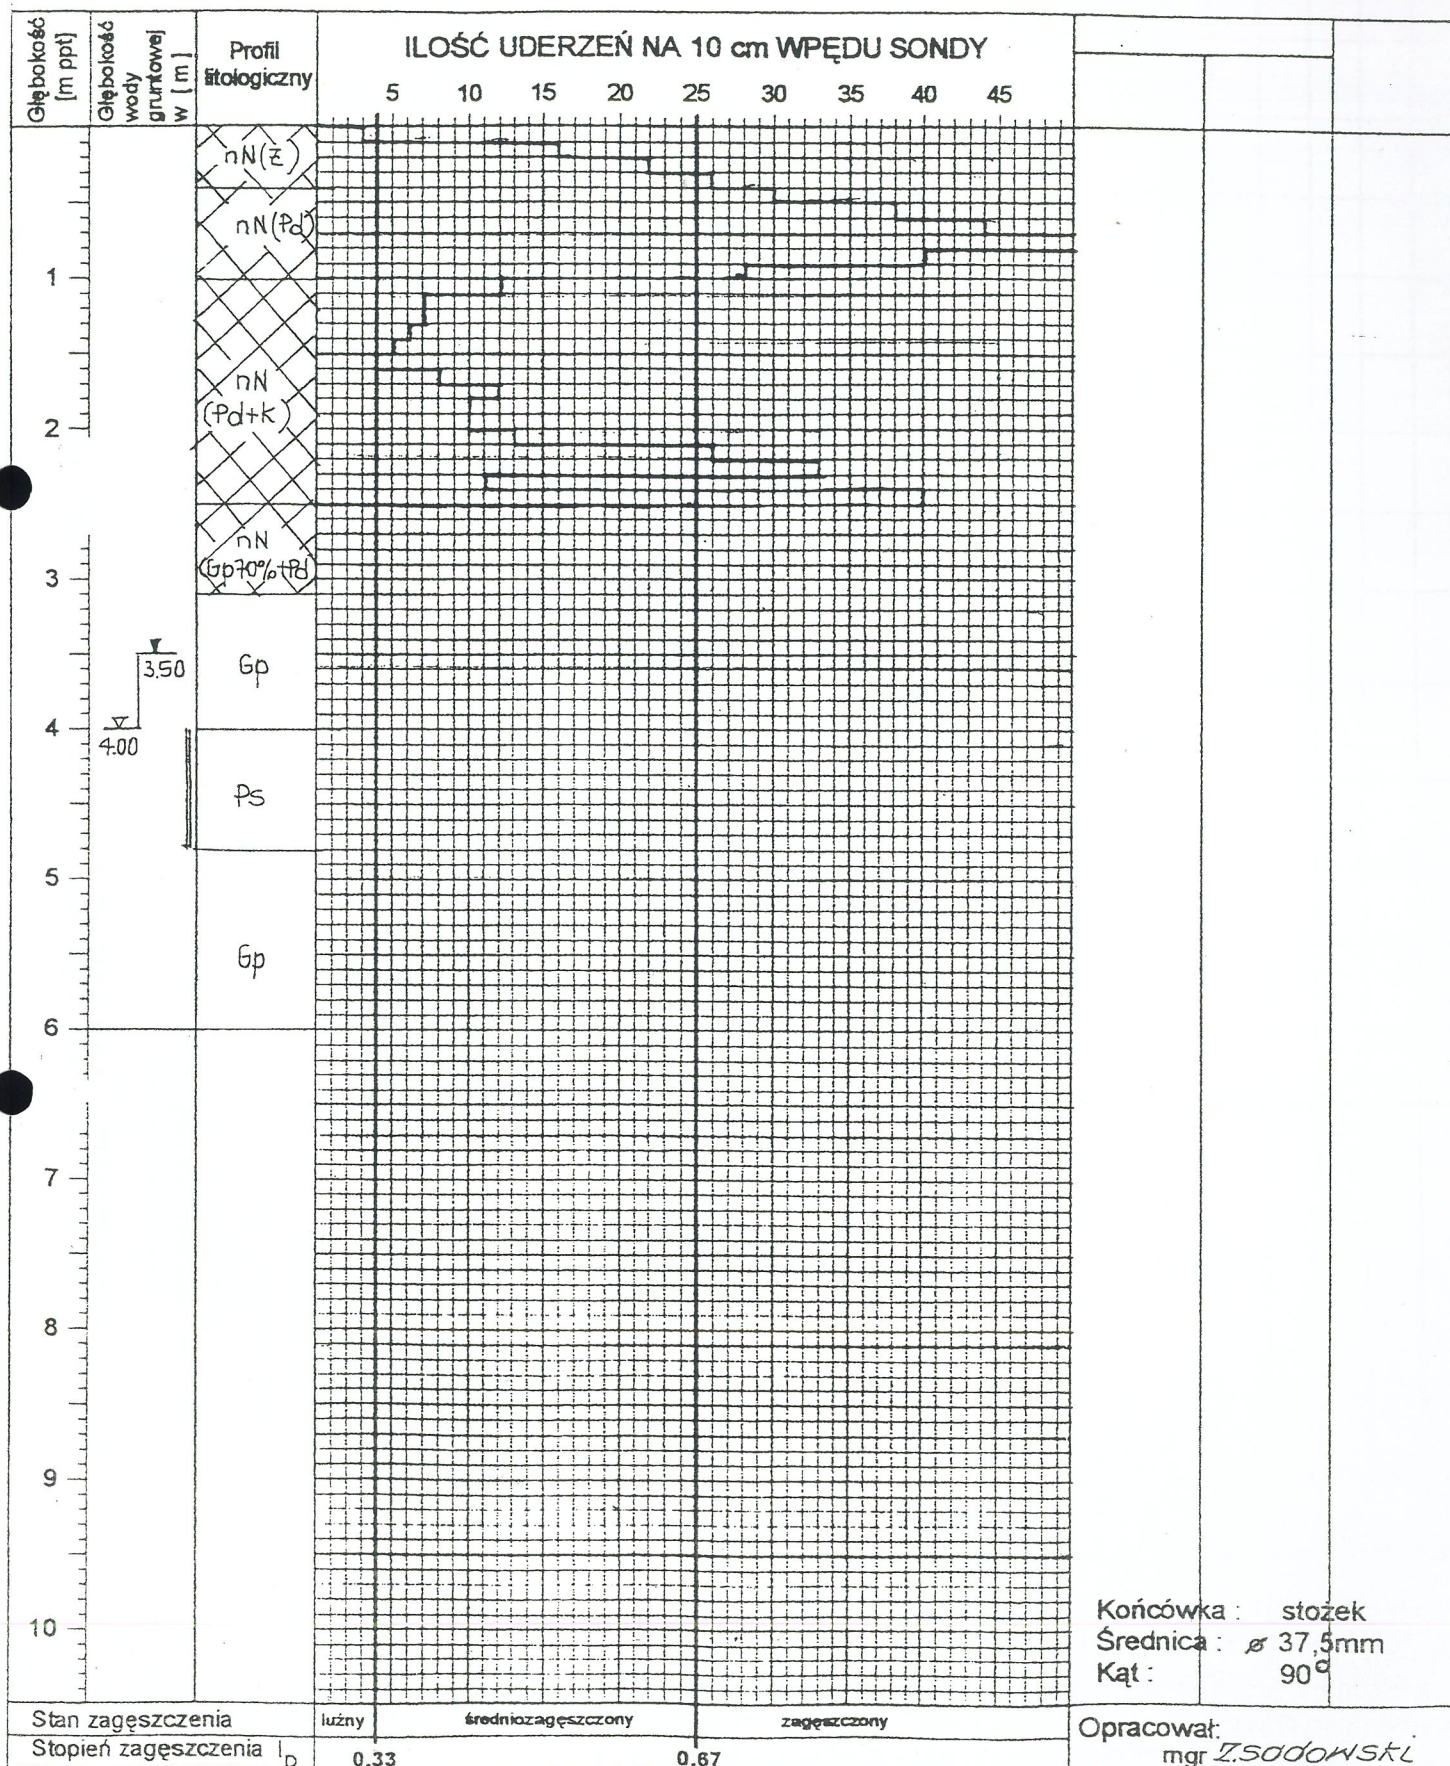 Głębokość [m ppt]
Głębokość wody gruntowej w [m]
Profil litologiczny
ILOŚĆ UDERZEŃ NA 10 cm WPĘDU SONDY
5 10 15 20 25 30 35 40 45
nN(Ż)
nN(Pd)
1
nN
(Pd+k)
2
nN
(Gp70%+Pd)
3
3.50
Gp
4
4.00
Ps
5
Gp
6
7
8
9
10
Końcówka : stożek
Średnica : ø 37,5mm
Kąt : 90°
Stan zagęszczenia
luźny
średniozagęszczony
zagęszczony
Stopień zagęszczenia I_D
0.33
0.67
Opracował:
mgr Z.SADOWSKI